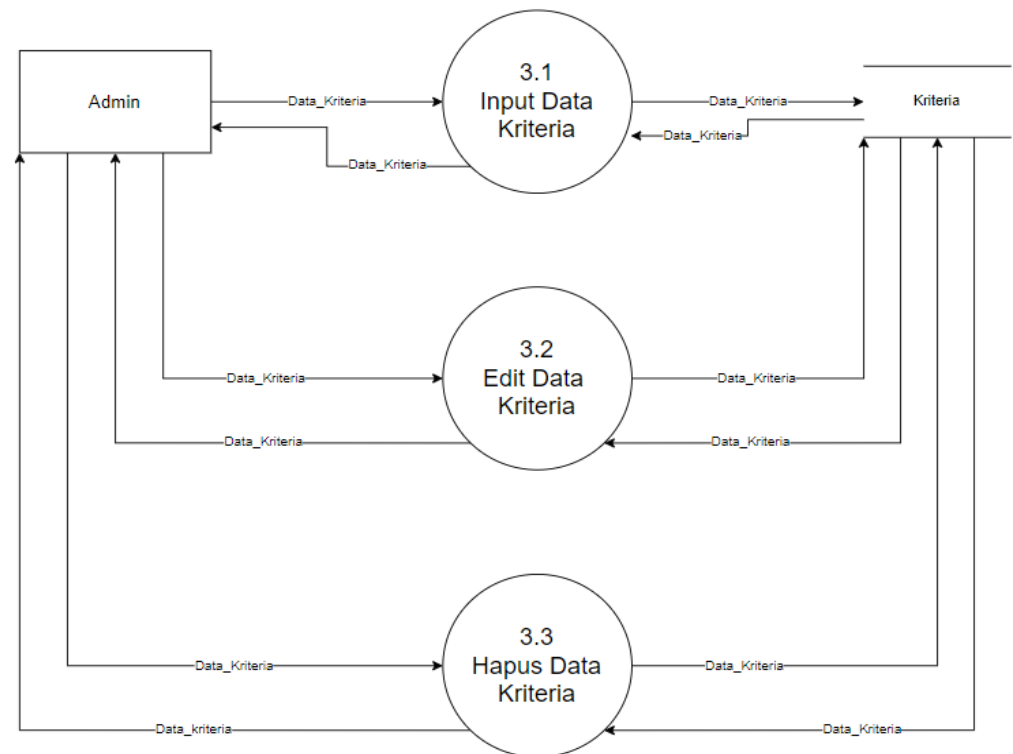 3.1
Input Data
Kriteria
Admin
Data_Kriteria
Data_Kriteria
Kriteria
Data_Kriteria
Data_Kriteria
3.2
Edit Data
Kriteria
Data_Kriteria
Data_Kriteria
Data_Kriteria
Data_Kriteria
3.3
Hapus Data
Kriteria
Data_Kriteria
Data_Kriteria
Data_kriteria
Data_Kriteria